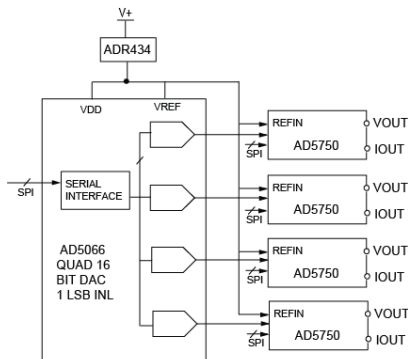 V+
ADR434
VDD
VREF
SPI
SERIAL
INTERFACE
AD5066
QUAD 16
BIT DAC
1 LSB INL
REFIN
SPI
AD5750
VOUT
IOUT
REFIN
SPI
AD5750
VOUT
IOUT
REFIN
SPI
AD5750
VOUT
IOUT
REFIN
SPI
AD5750
VOUT
IOUT